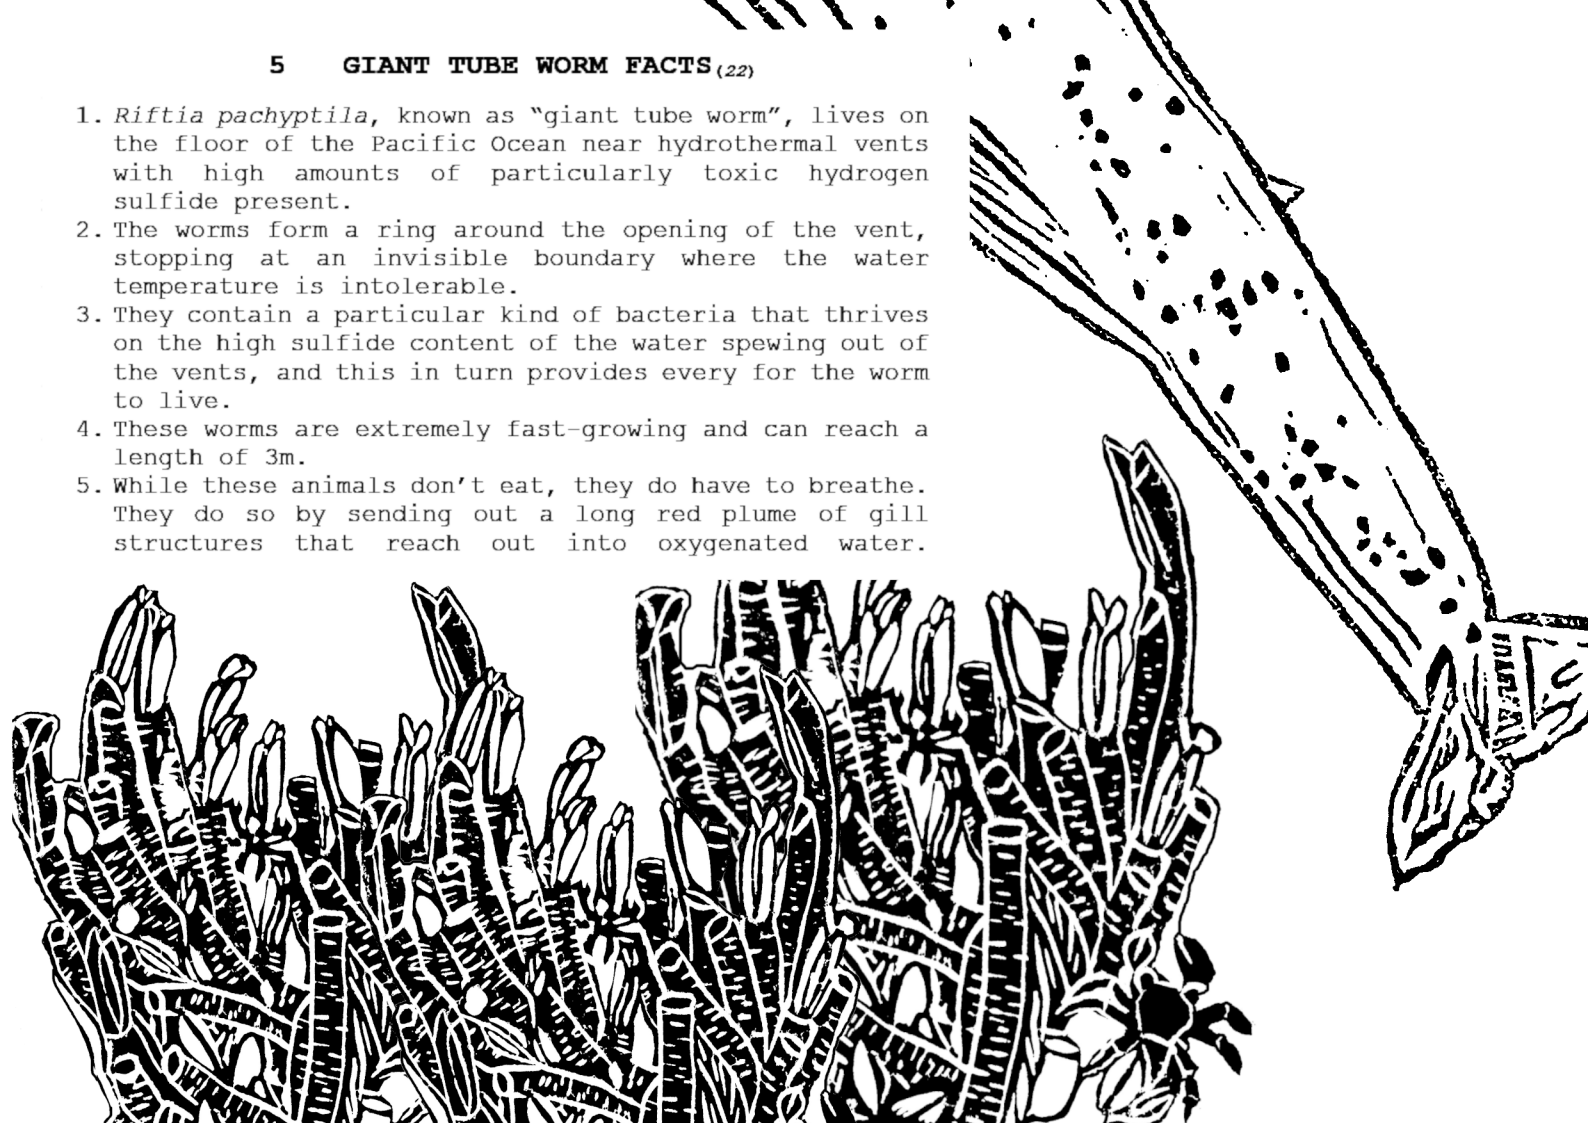 5 GIANT TUBE WORM FACTS (22)
1. Riftia pachyptila, known as "giant tube worm", lives on
the floor of the Pacific Ocean near hydrothermal vents
with high amounts of particularly toxic hydrogen
sulfide present.
2. The worms form a ring around the opening of the vent,
stopping at an invisible boundary where the water
temperature is intolerable.
3. They contain a particular kind of bacteria that thrives
on the high sulfide content of the water spewing out of
the vents, and this in turn provides every for the worm
to live.
4. These worms are extremely fast-growing and can reach a
length of 3m.
5. While these animals don't eat, they do have to breathe.
They do so by sending out a long red plume of gill
structures that reach out into oxygenated water.